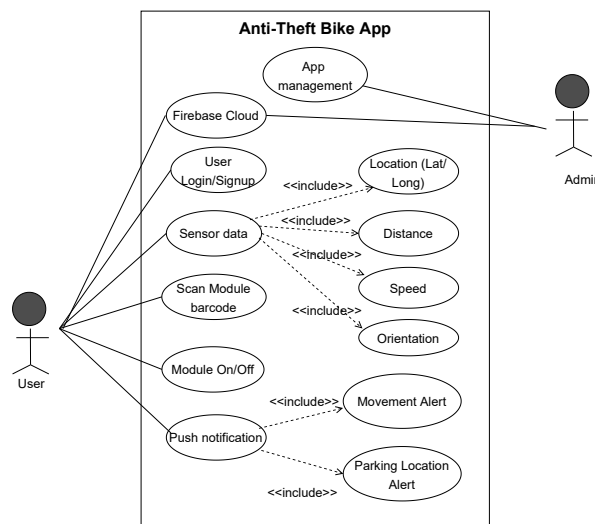 Anti-Theft Bike App
App
management
Firebase Cloud
Admin
User
Login/Signup
<<include>>
Location (Lat/
Long)
Sensor data
<<include>>
Distance
<<include>>
Scan Module
barcode
Speed
<<include>>
Orientation
User
Module On/Off
<<include>>
Movement Alert
Push notification
Parking Location
Alert
<<include>>